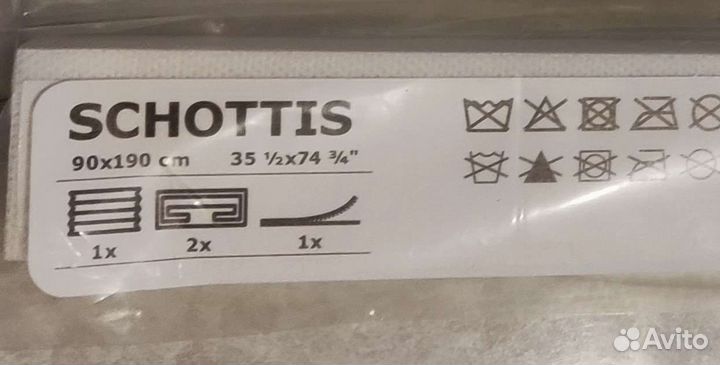 SCHOTTIS
90x190 cm 35 ½x74 ¾"
1x 2x 1x
Avito